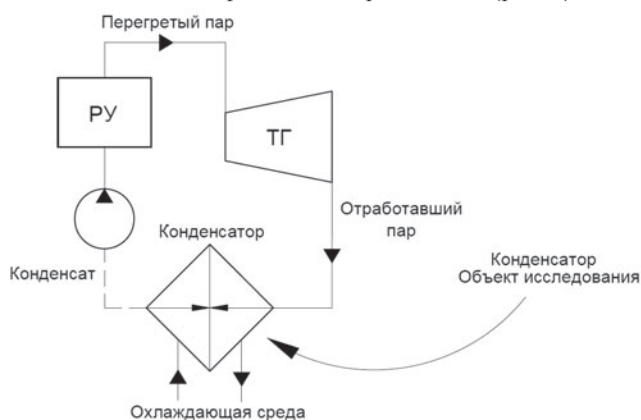 Перегретый пар
РУ
ТГ
Отработавший
пар
Конденсатор
Конденсат
Конденсатор
Объект исследования
Охлаждающая среда